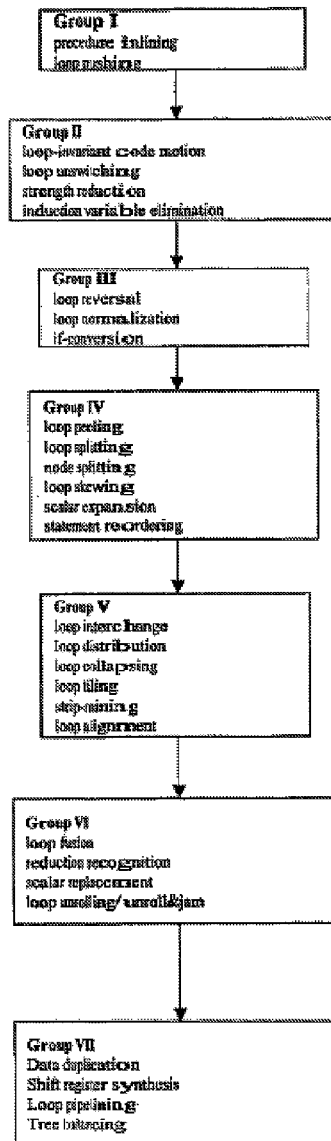 Group I
procedure inlining
loop pushing
Group II
loop-invariant code motion
loop unswitching
strength reduction
induction variable elimination
Group III
loop reversal
loop normalization
if-conversion
Group IV
loop peeling
loop splitting
node splitting
loop skewing
scalar expansion
statement reordering
Group V
loop interchange
loop distribution
loop collapsing
loop tiling
strip-mining
loop alignment
Group VI
loop fusion
reduction recognition
scalar replacement
loop unrolling/unroll&jam
Group VII
Data duplication
Shift register synthesis
Loop pipelining
Tree balancing